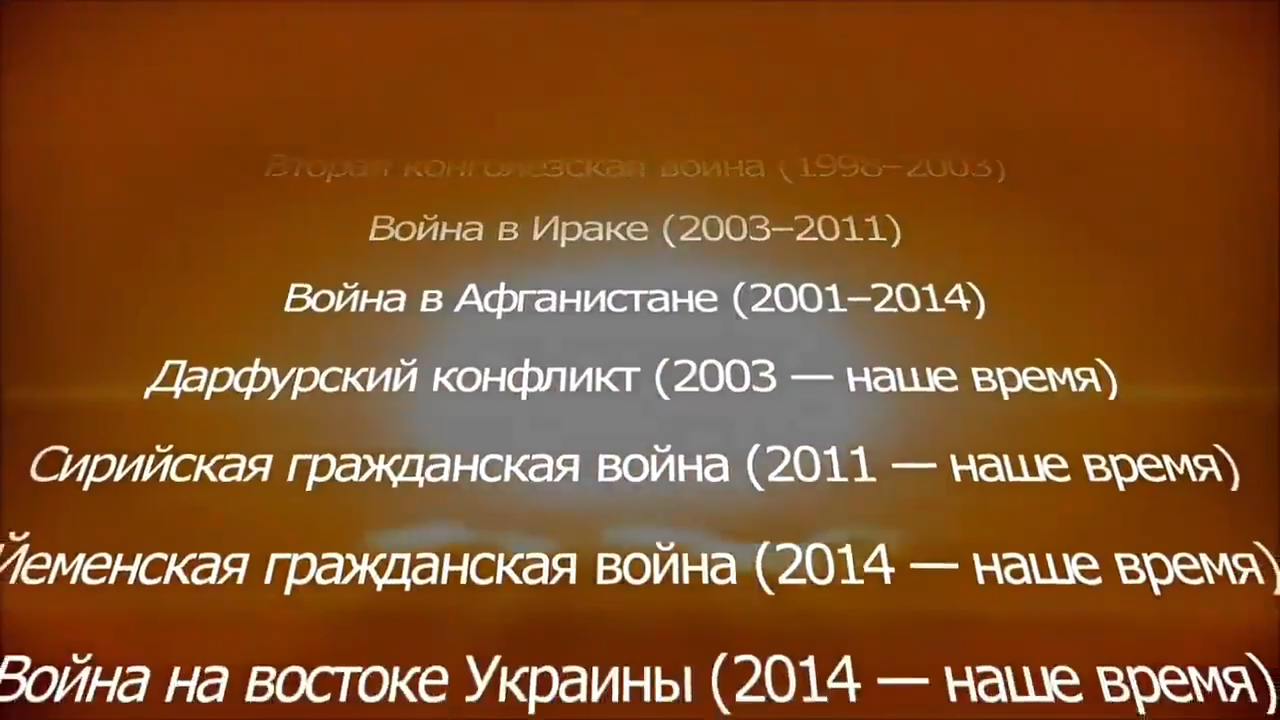 Вторая конголезская война (1998–2003)
Война в Ираке (2003–2011)
Война в Афганистане (2001–2014)
Дарфурский конфликт (2003 — наше время)
Сирийская гражданская война (2011 — наше время)
Йеменская гражданская война (2014 — наше время)
Война на востоке Украины (2014 — наше время)